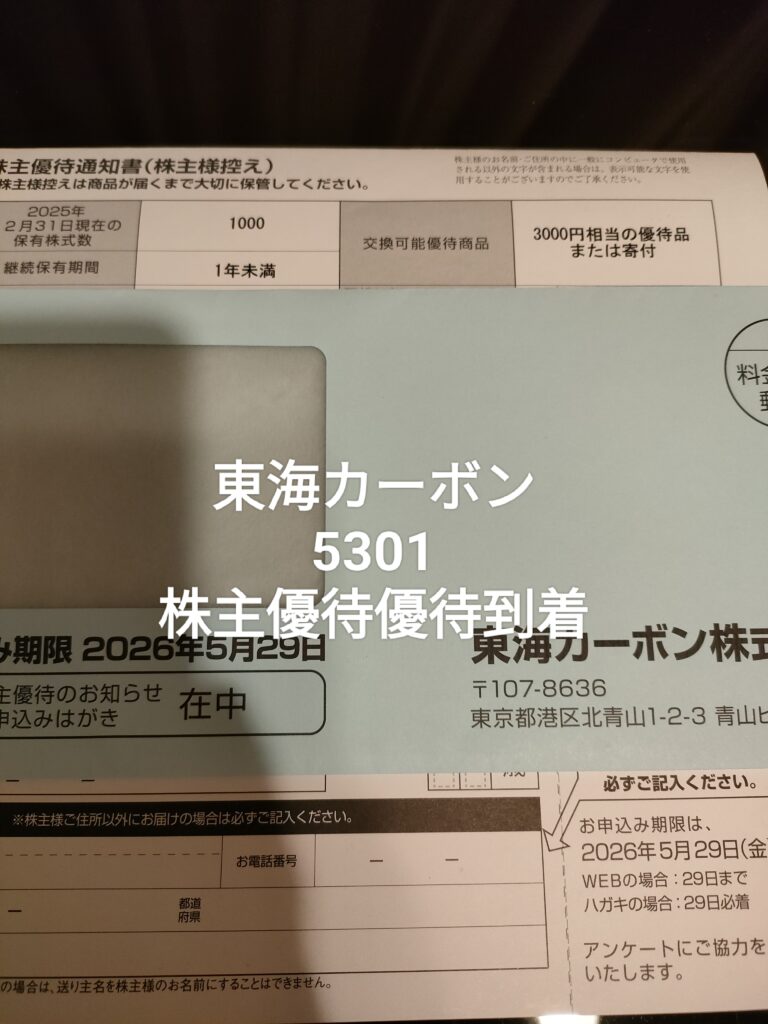 株主優待通知書(株主様控え)
株主様控えは商品が届くまで大切に保管してください。
株主様のお名前・ご住所の中に一般にコンピュータで使用
される以外の文字が含まれる場合は、表示可能な文字を使
用することがございますのでご了承ください。
2025年
2月31日現在の
保有株式数
1000
交換可能優待商品
3000円相当の優待品
または寄付
継続保有期間
1年未満
料金
東海カーボン
5301
株主優待優待到着
み期限 2026年5月29日
主優待のお知らせ
申込みはがき
在中
東海カーボン株式
〒107-8636
東京都港区北青山1-2-3 青山ビ
必ずご記入ください。
※株主様ご住所以外にお届けの場合は必ずご記入ください。
お電話番号
都道
府県
お申込み期限は、
2026年5月29日(金)
WEBの場合:29日まで
ハガキの場合:29日必着
アンケートにご協力を
いたします。
の場合は、送り主名を株主様のお名前にすることはできません。